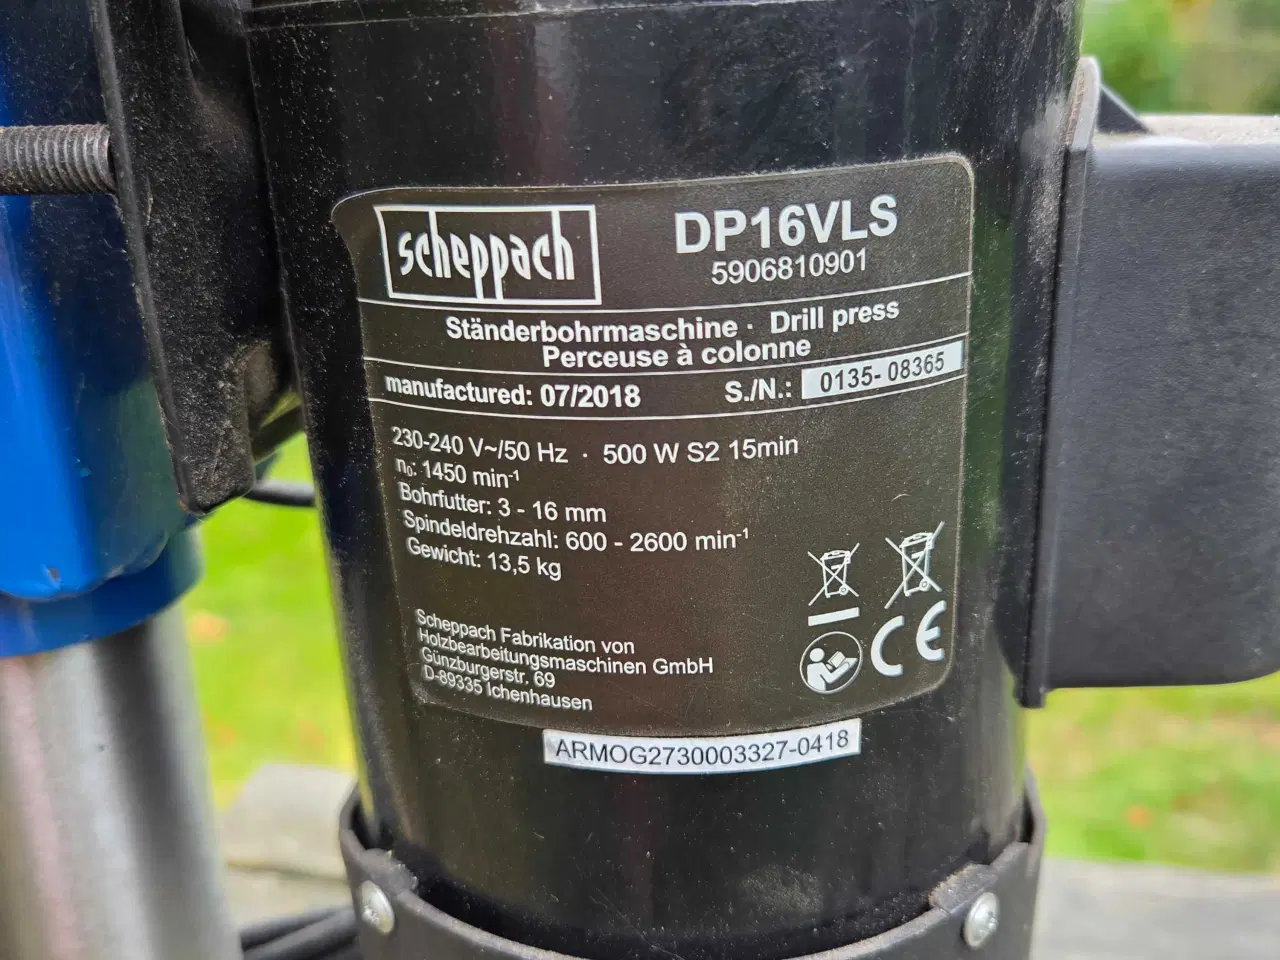 scheppach
DP16VLS
5906810901
Ständerbohrmaschine · Drill press
Perceuse à colonne
manufactured: 07/2018 S./N.: 0135-08365
230-240 V~/50 Hz · 500 W S2 15min
n₀: 1450 min⁻¹
Bohrfutter: 3 - 16 mm
Spindeldrehzahl: 600 - 2600 min⁻¹
Gewicht: 13,5 kg
Scheppach Fabrikation von
Holzbearbeitungsmaschinen GmbH
Günzburgerstr. 69
D-89335 Ichenhausen
CE
ARMOG2730003327-0418